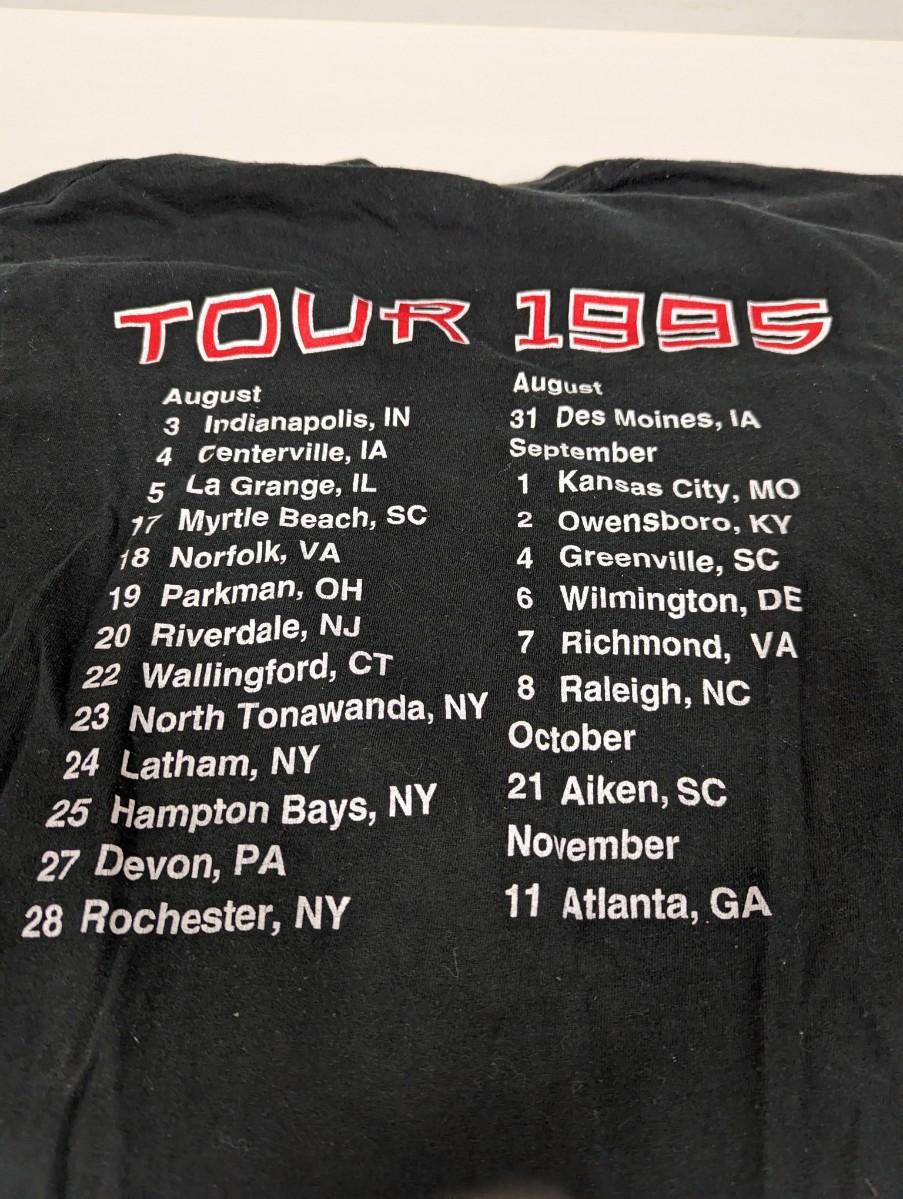 TOUR 1995
August
3 Indianapolis, IN
4 Centerville, IA
5 La Grange, IL
17 Myrtle Beach, SC
18 Norfolk, VA
19 Parkman, OH
20 Riverdale, NJ
22 Wallingford, CT
23 North Tonawanda, NY
24 Latham, NY
25 Hampton Bays, NY
27 Devon, PA
28 Rochester, NY
August
31 Des Moines, IA
September
1 Kansas City, MO
2 Owensboro, KY
4 Greenville, SC
6 Wilmington, DE
7 Richmond, VA
8 Raleigh, NC
October
21 Aiken, SC
November
11 Atlanta, GA